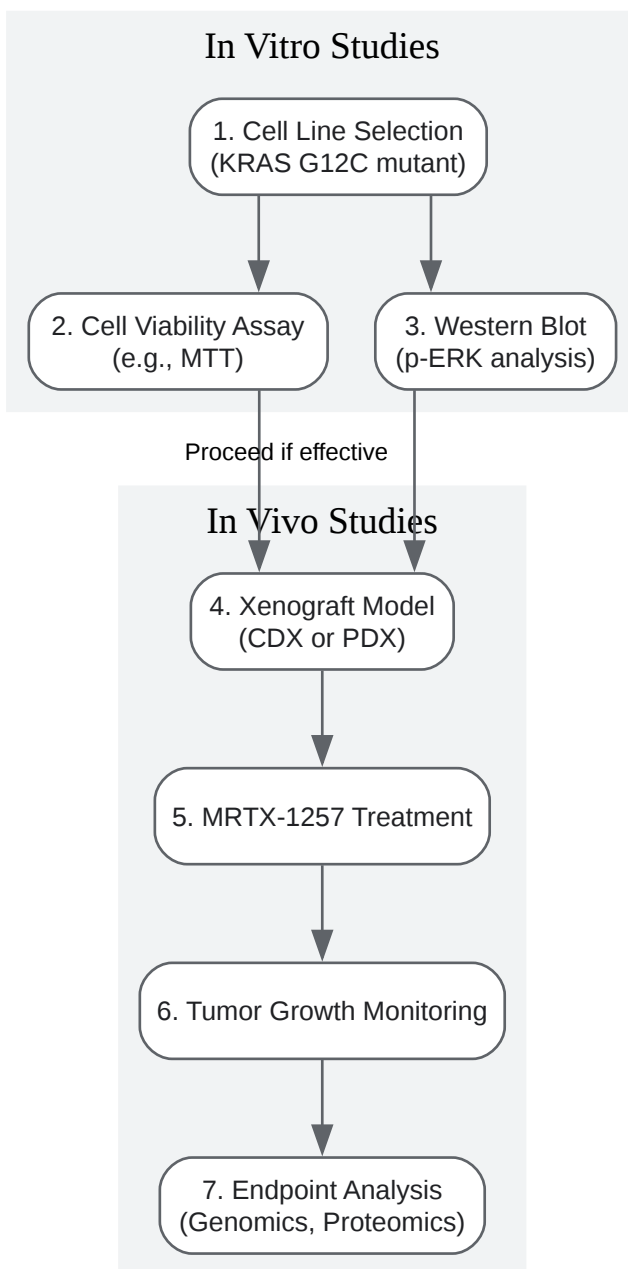 In Vitro Studies
1. Cell Line Selection
(KRAS G12C mutant)
2. Cell Viability Assay
(e.g., MTT)
3. Western Blot
(p-ERK analysis)
Proceed if effective
In Vivo Studies
4. Xenograft Model
(CDX or PDX)
5. MRTX-1257 Treatment
6. Tumor Growth Monitoring
7. Endpoint Analysis
(Genomics, Proteomics)